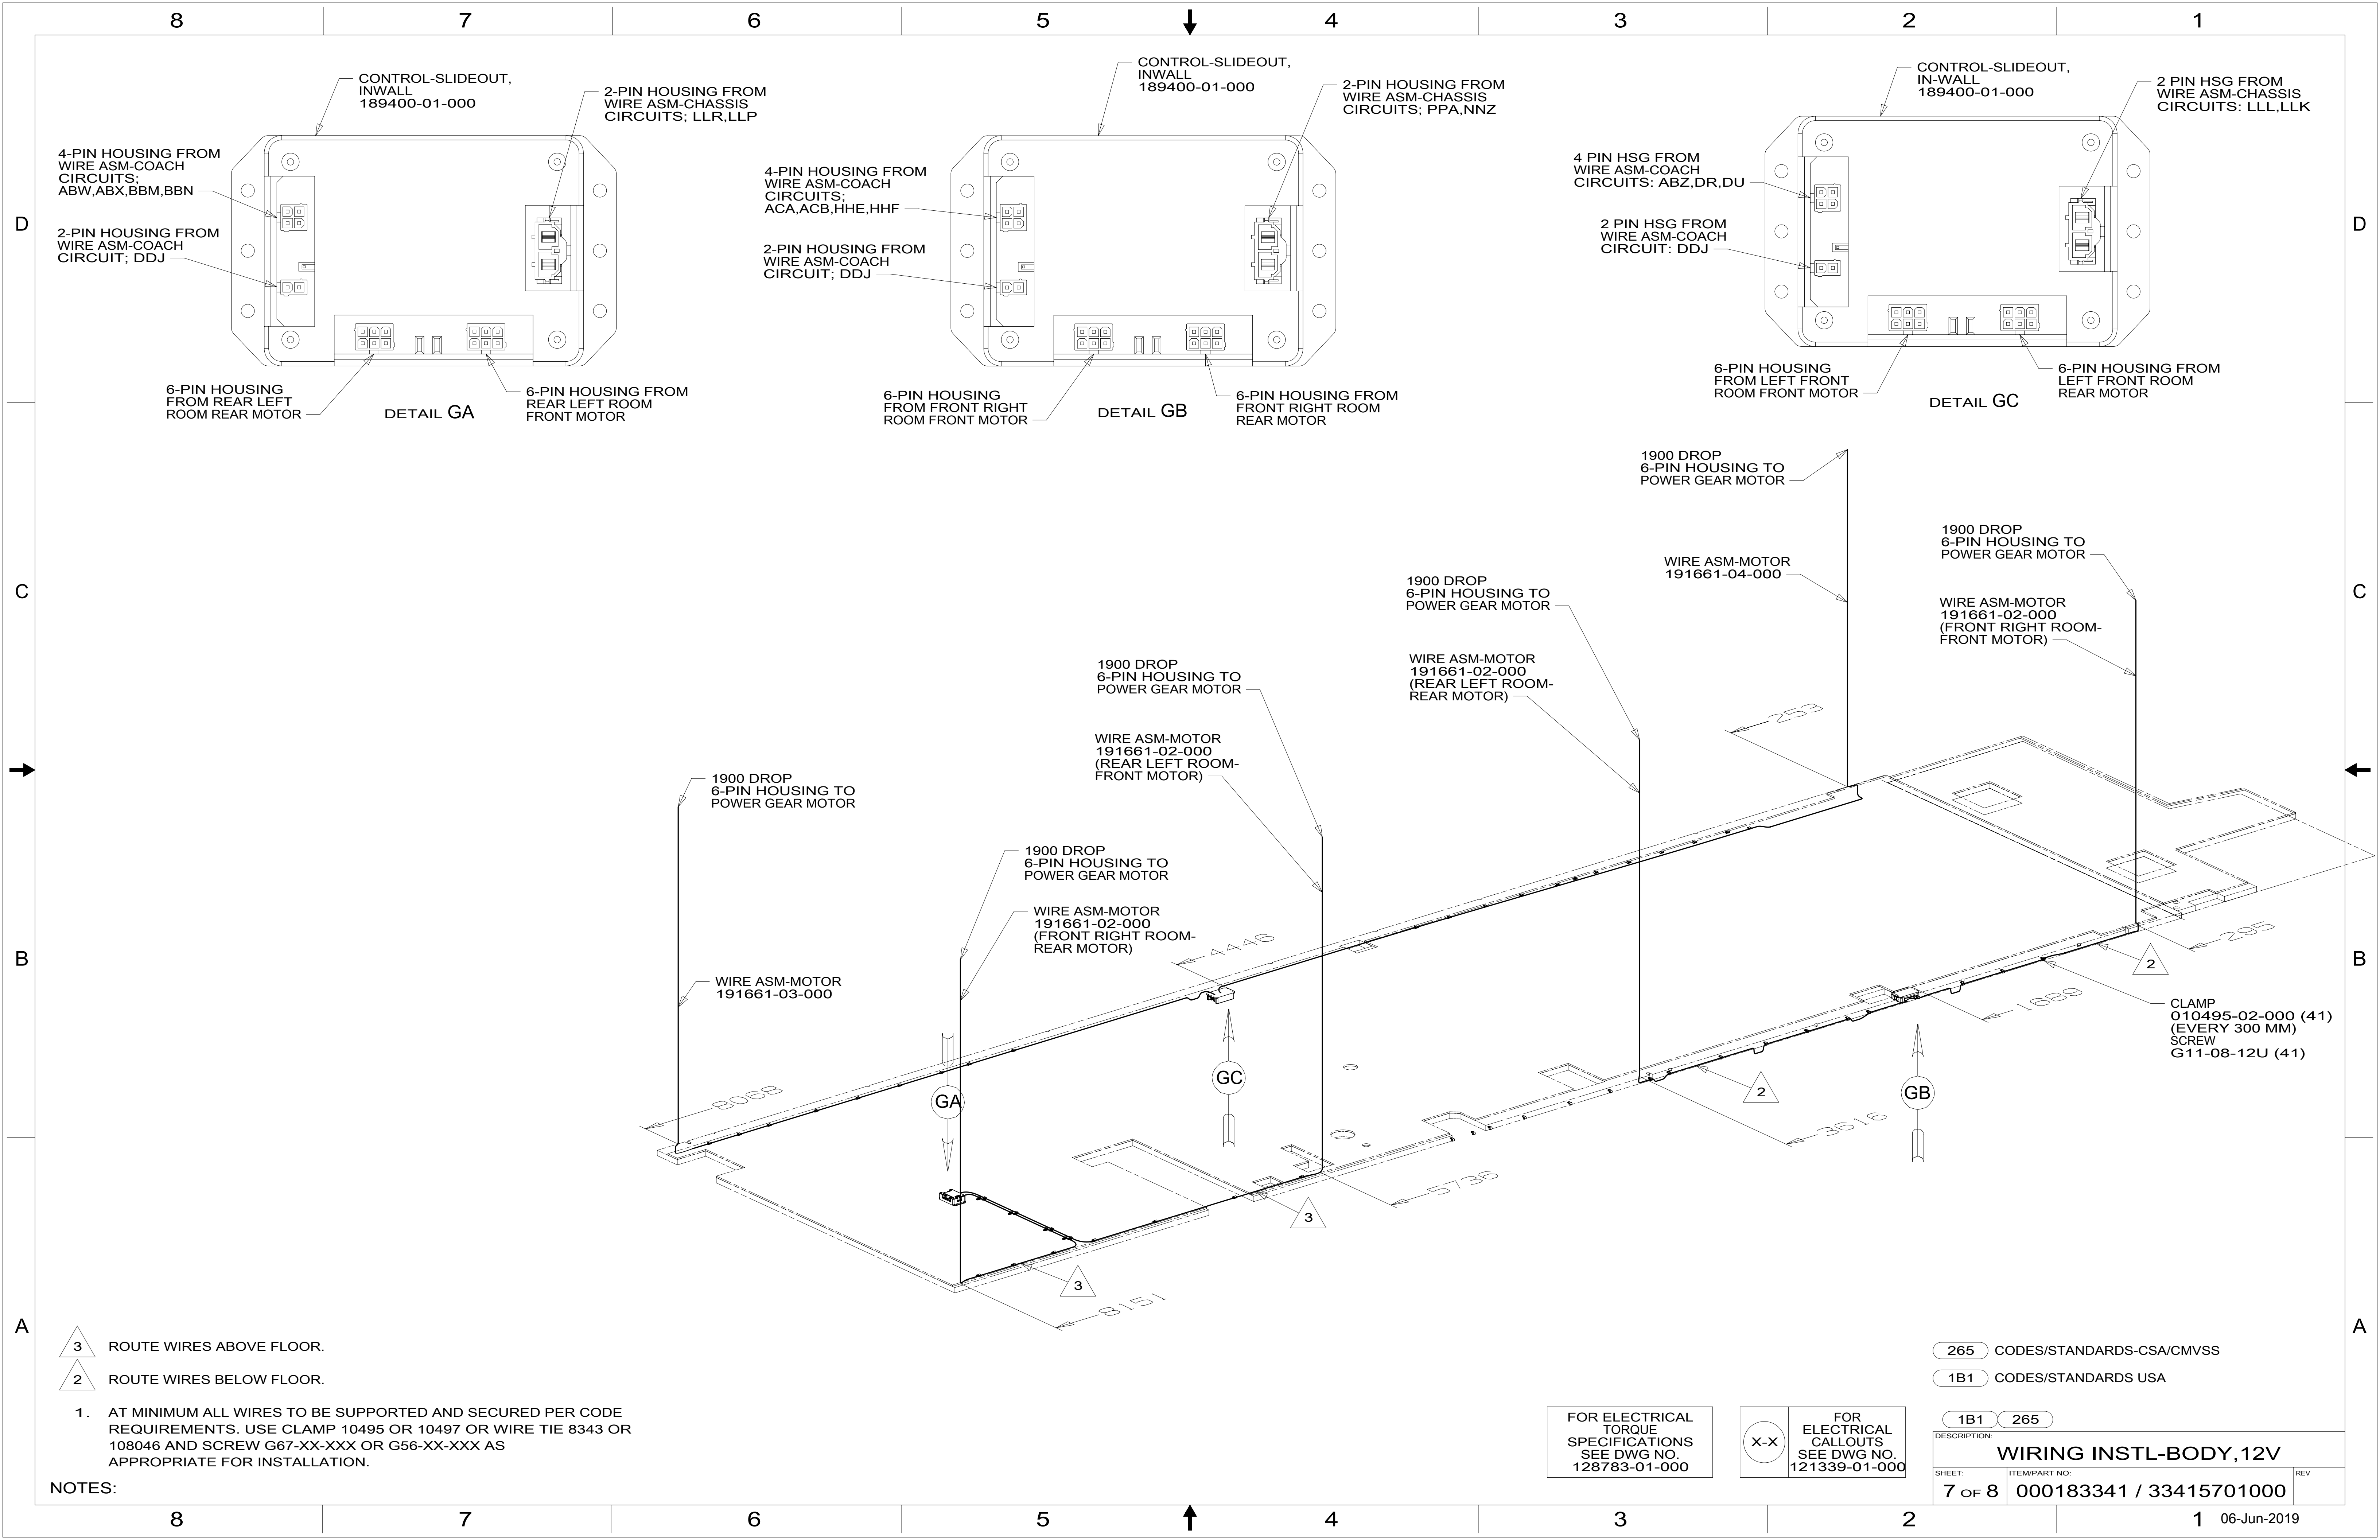 8 7 6 5 4 3 2 1
CONTROL-SLIDEOUT,
INWALL
189400-01-000
2-PIN HOUSING FROM
WIRE ASM-CHASSIS
CIRCUITS; LLR,LLP
4-PIN HOUSING FROM
WIRE ASM-COACH
CIRCUITS;
ABW,ABX,BBM,BBN
2-PIN HOUSING FROM
WIRE ASM-COACH
CIRCUIT; DDJ
6-PIN HOUSING
FROM REAR LEFT
ROOM REAR MOTOR
DETAIL GA
6-PIN HOUSING FROM
REAR LEFT ROOM
FRONT MOTOR
CONTROL-SLIDEOUT,
INWALL
189400-01-000
2-PIN HOUSING FROM
WIRE ASM-CHASSIS
CIRCUITS; PPA,NNZ
4-PIN HOUSING FROM
WIRE ASM-COACH
CIRCUITS;
ACA,ACB,HHE,HHF
2-PIN HOUSING FROM
WIRE ASM-COACH
CIRCUIT; DDJ
6-PIN HOUSING
FROM FRONT RIGHT
ROOM FRONT MOTOR
DETAIL GB
6-PIN HOUSING FROM
FRONT RIGHT ROOM
REAR MOTOR
CONTROL-SLIDEOUT,
IN-WALL
189400-01-000
2 PIN HSG FROM
WIRE ASM-CHASSIS
CIRCUITS: LLL,LLK
4 PIN HSG FROM
WIRE ASM-COACH
CIRCUITS: ABZ,DR,DU
2 PIN HSG FROM
WIRE ASM-COACH
CIRCUIT: DDJ
6-PIN HOUSING
FROM LEFT FRONT
ROOM FRONT MOTOR
DETAIL GC
6-PIN HOUSING FROM
LEFT FRONT ROOM
REAR MOTOR
D D
C C
B B
A A
1900 DROP
6-PIN HOUSING TO
POWER GEAR MOTOR
WIRE ASM-MOTOR
191661-04-000
1900 DROP
6-PIN HOUSING TO
POWER GEAR MOTOR
WIRE ASM-MOTOR
191661-02-000
(FRONT RIGHT ROOM-
FRONT MOTOR)
1900 DROP
6-PIN HOUSING TO
POWER GEAR MOTOR
WIRE ASM-MOTOR
191661-02-000
(REAR LEFT ROOM-
REAR MOTOR)
1900 DROP
6-PIN HOUSING TO
POWER GEAR MOTOR
WIRE ASM-MOTOR
191661-02-000
(REAR LEFT ROOM-
FRONT MOTOR)
1900 DROP
6-PIN HOUSING TO
POWER GEAR MOTOR
WIRE ASM-MOTOR
191661-03-000
1900 DROP
6-PIN HOUSING TO
POWER GEAR MOTOR
WIRE ASM-MOTOR
191661-02-000
(FRONT RIGHT ROOM-
REAR MOTOR)
253
4446
295
1689
8068
3616
5736
8151
GA
GC
GB
2
2
3
3
CLAMP
010495-02-000 (41)
(EVERY 300 MM)
SCREW
G11-08-12U (41)
3 ROUTE WIRES ABOVE FLOOR.
2 ROUTE WIRES BELOW FLOOR.
1. AT MINIMUM ALL WIRES TO BE SUPPORTED AND SECURED PER CODE
REQUIREMENTS. USE CLAMP 10495 OR 10497 OR WIRE TIE 8343 OR
108046 AND SCREW G67-XX-XXX OR G56-XX-XXX AS
APPROPRIATE FOR INSTALLATION.
NOTES:
FOR ELECTRICAL
TORQUE
SPECIFICATIONS
SEE DWG NO.
128783-01-000
X-X
FOR
ELECTRICAL
CALLOUTS
SEE DWG NO.
121339-01-000
265 CODES/STANDARDS-CSA/CMVSS
1B1 CODES/STANDARDS USA
1B1 265
DESCRIPTION:
WIRING INSTL-BODY,12V
SHEET: ITEM/PART NO: REV
7 OF 8 000183341 / 33415701000
8 7 6 5 4 3 2 1
06-Jun-2019